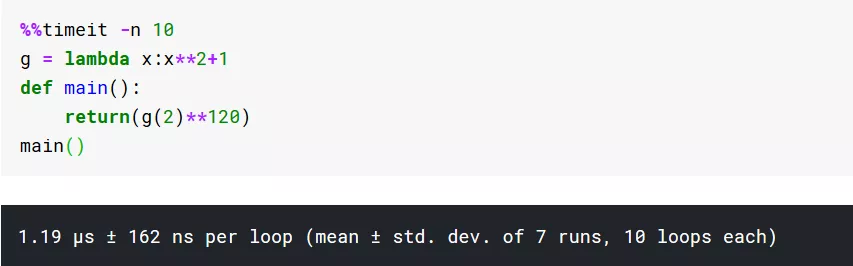 %%timeit -n 10
g = lambda x:x**2+1
def main():
    return(g(2)**120)
main()
1.19 µs ± 162 ns per loop (mean ± std. dev. of 7 runs, 10 loops each)